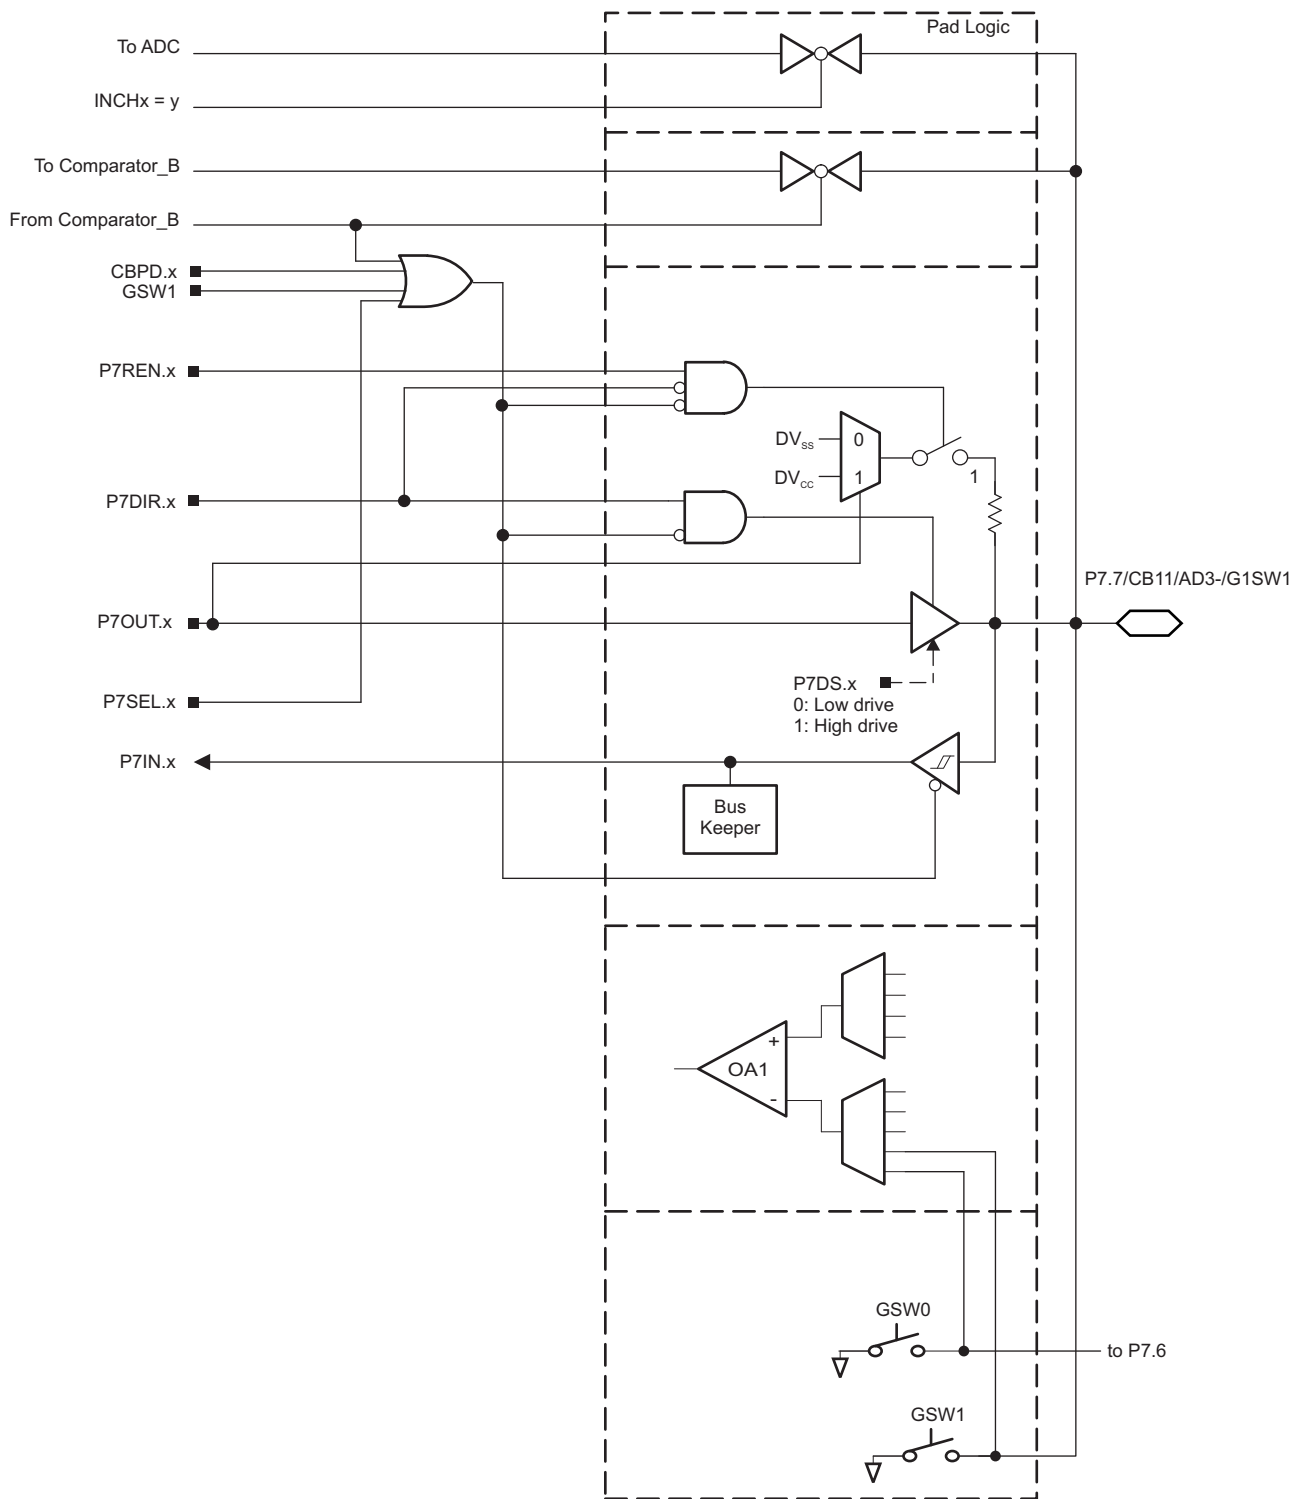 Pad Logic
To ADC
INCHx = y
To Comparator_B
From Comparator_B
CBPD.x
GSW1
P7REN.x
DVSS
0
DVCC
1
1
P7DIR.x
P7.7/CB11/AD3-/G1SW1
P7OUT.x
P7DS.x
0: Low drive
1: High drive
P7SEL.x
P7IN.x
Bus
Keeper
+
OA1
-
GSW0
to P7.6
GSW1